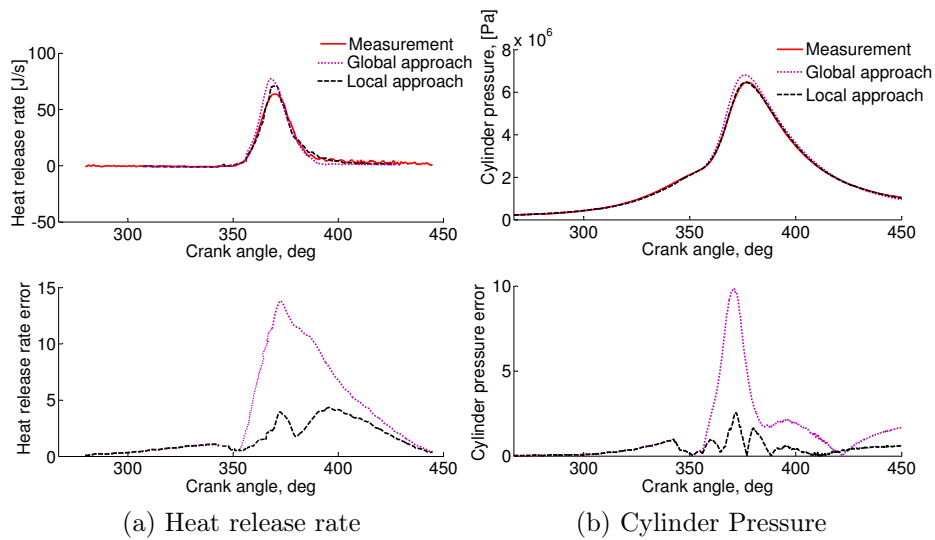 Heat release rate [J/s]
100
50
0
-50
300
350
400
450
Crank angle, deg
Measurement
Global approach
Local approach
Cylinder pressure, [Pa]
x 10^6
8
6
4
2
0
300
350
400
450
Crank angle, deg
Measurement
Global approach
Local approach
Heat release rate error
15
10
5
0
300
350
400
450
Crank angle, deg
Cylinder pressure error
10
5
0
300
350
400
450
Crank angle, deg
(a) Heat release rate
(b) Cylinder Pressure